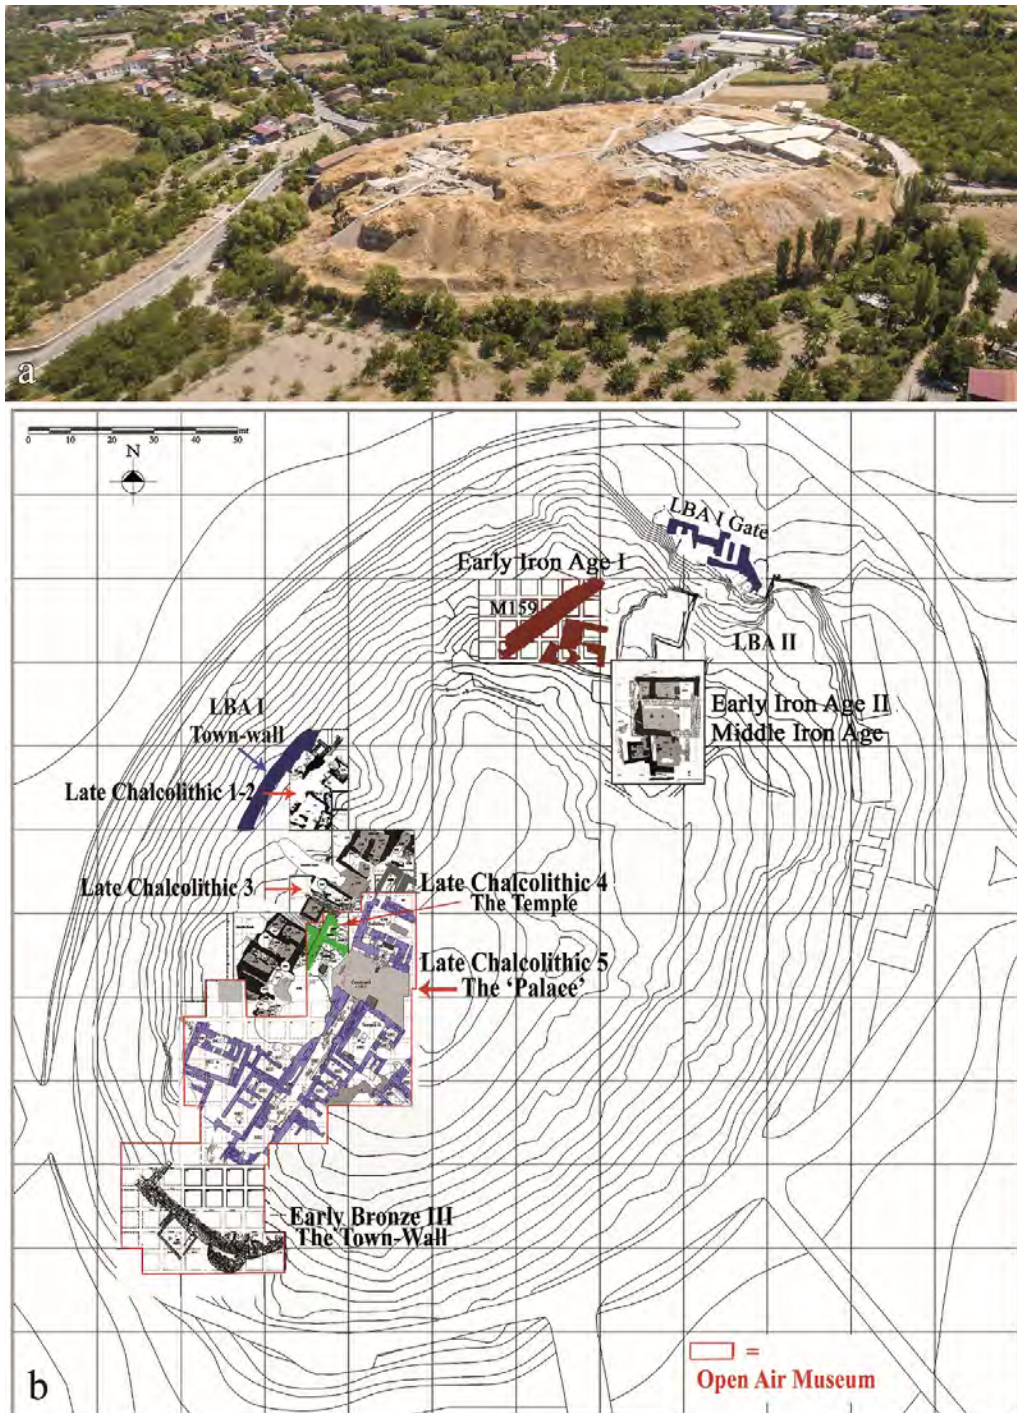 a
0 10 20 30 40 50 mt
N
LBA I Gate
Early Iron Age I
M159
LBA II
Early Iron Age II
Middle Iron Age
LBA I
Town-wall
Late Chalcolithic 1-2
Late Chalcolithic 3
Late Chalcolithic 4
The Temple
Late Chalcolithic 5
The ‘Palace’
Early Bronze III
The Town-Wall
=
Open Air Museum
b